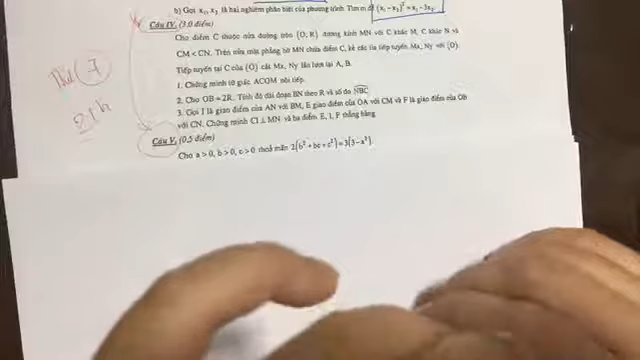 b) Gọi x₁, x₂ là hai nghiệm phân biệt của phương trình. Tìm m để (x₁ - x₂)² = x₁ - 3x₂
Câu IV. (3.0 điểm)
Cho điểm C thuộc nửa đường tròn (O; R) đường kính MN với C khác M, C khác N và
CM < CN. Trên nửa mặt phẳng bờ MN chứa điểm C, kẻ các tia tiếp tuyến Mx, Ny với (O).
Tiếp tuyến tại C của (O) cắt Mx, Ny lần lượt tại A, B.
1. Chứng minh tứ giác ACOM nội tiếp.
2. Cho OB = 2R. Tính độ dài đoạn BN theo R và số đo NBC
3. Gọi I là giao điểm của AN với BM, E giao điểm của OA với CM và F là giao điểm của OB
với CN. Chứng minh CI ⊥ MN và ba điểm E, I, F thẳng hàng
Câu V. (0.5 điểm)
Cho a > 0, b > 0, c > 0 thoả mãn 2(b² + bc + c²) = 3(3 - a²)
21h